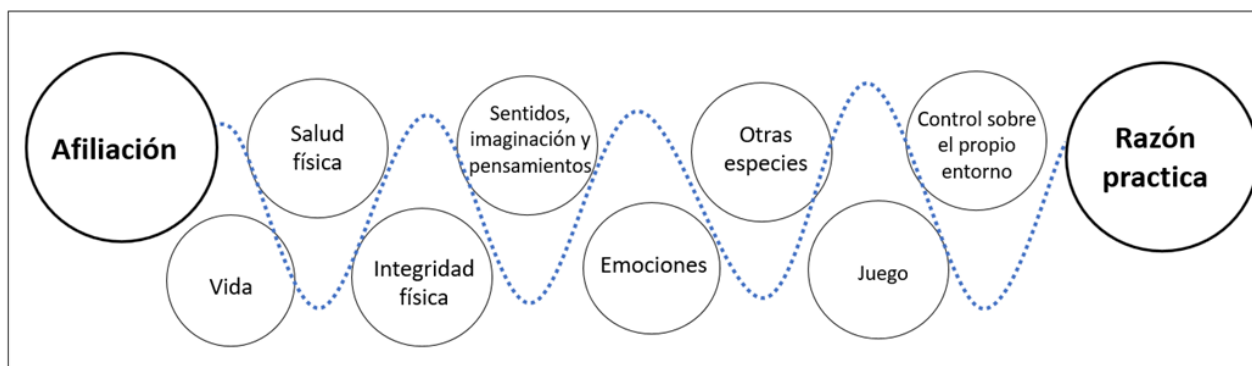 Afiliación
Vida
Salud
física
Integridad
física
Sentidos,
imaginación y
pensamientos
Emociones
Otras
especies
Juego
Control sobre
el propio
entorno
Razón
practica